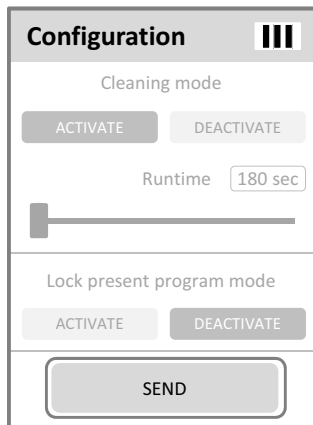 Configuration
Cleaning mode
ACTIVATE DEACTIVATE
Runtime 180 sec
Lock present program mode
ACTIVATE DEACTIVATE
SEND